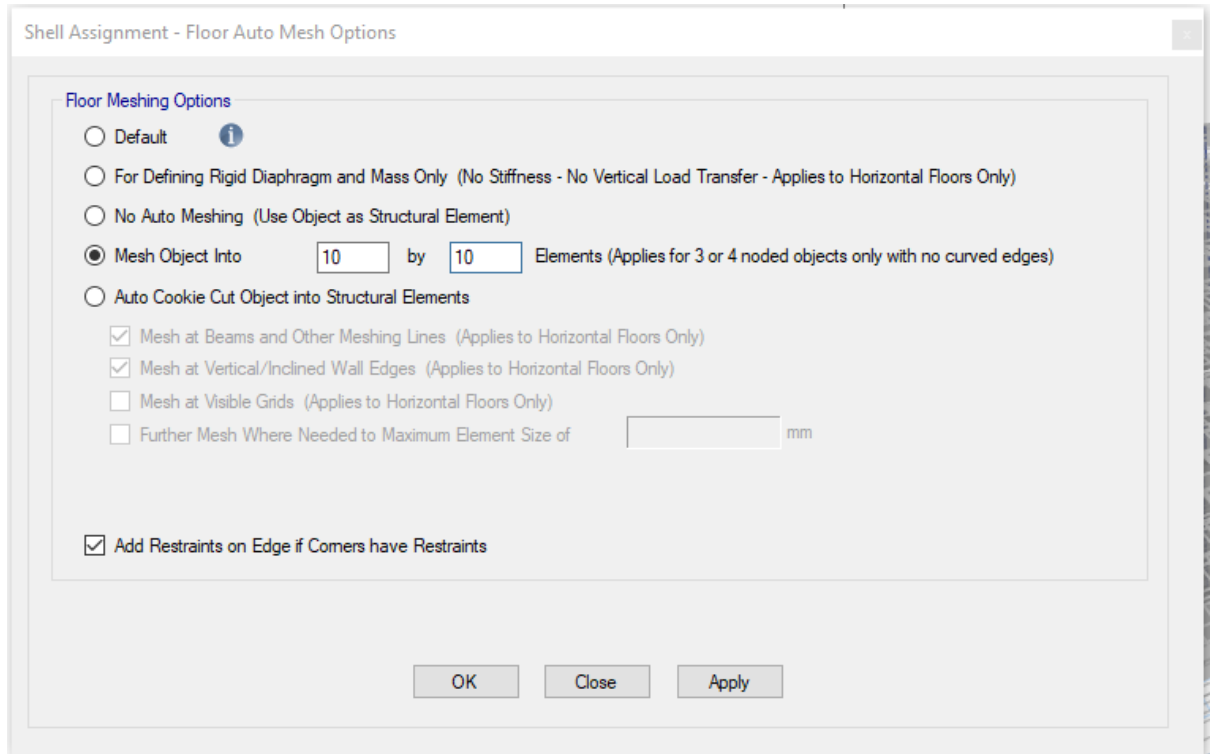 Shell Assignment - Floor Auto Mesh Options
x
Floor Meshing Options
Default i
For Defining Rigid Diaphragm and Mass Only (No Stiffness - No Vertical Load Transfer - Applies to Horizontal Floors Only)
No Auto Meshing (Use Object as Structural Element)
Mesh Object Into 10 by 10 Elements (Applies for 3 or 4 noded objects only with no curved edges)
Auto Cookie Cut Object into Structural Elements
Mesh at Beams and Other Meshing Lines (Applies to Horizontal Floors Only)
Mesh at Vertical/Inclined Wall Edges (Applies to Horizontal Floors Only)
Mesh at Visible Grids (Applies to Horizontal Floors Only)
Further Mesh Where Needed to Maximum Element Size of mm
Add Restraints on Edge if Corners have Restraints
OK Close Apply